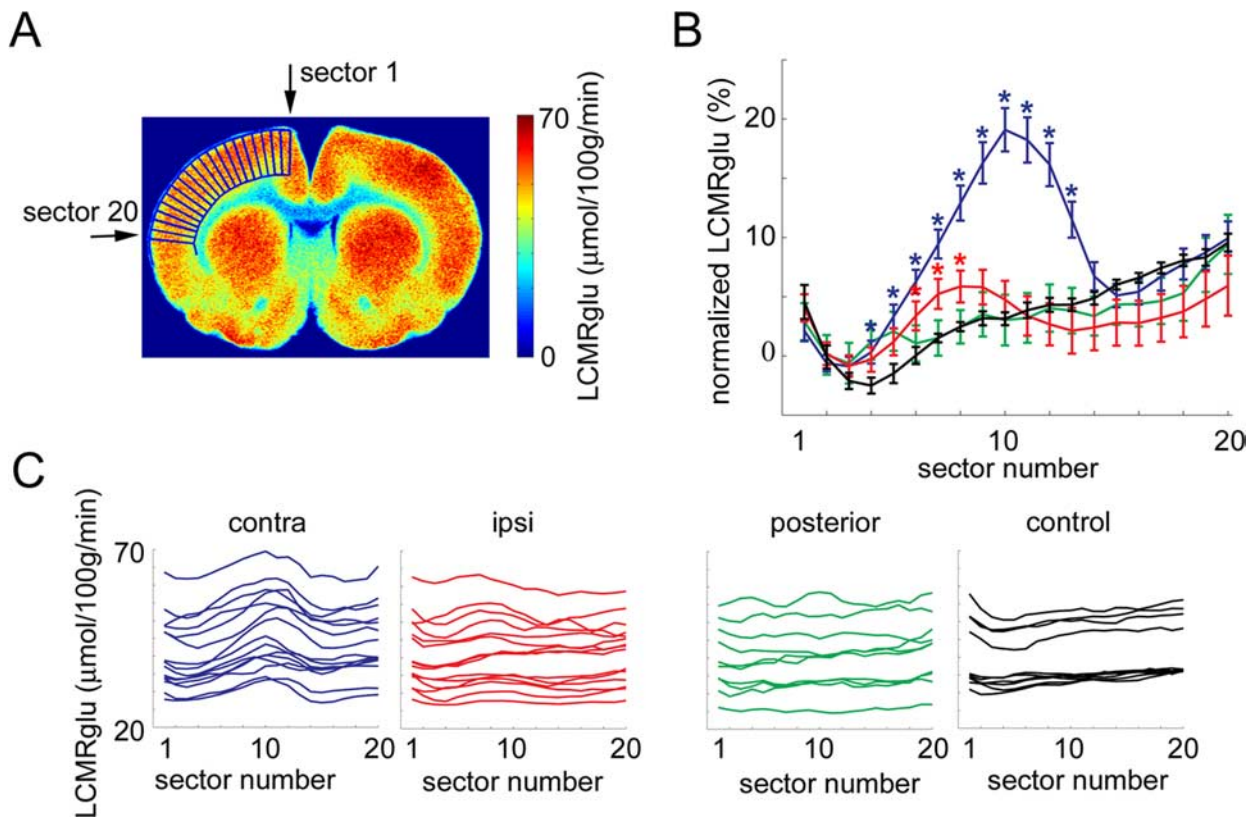 A
sector 1
sector 20
70
0
LCMRglu (μmol/100g/min)
B
normalized LCMRglu (%)
20
10
0
* * * * * * * * * *
* * *
1 10 20
sector number
C
LCMRglu (μmol/100g/min)
70
20
contra
1 10 20
sector number
ipsi
1 10 20
sector number
posterior
1 10 20
sector number
control
1 10 20
sector number